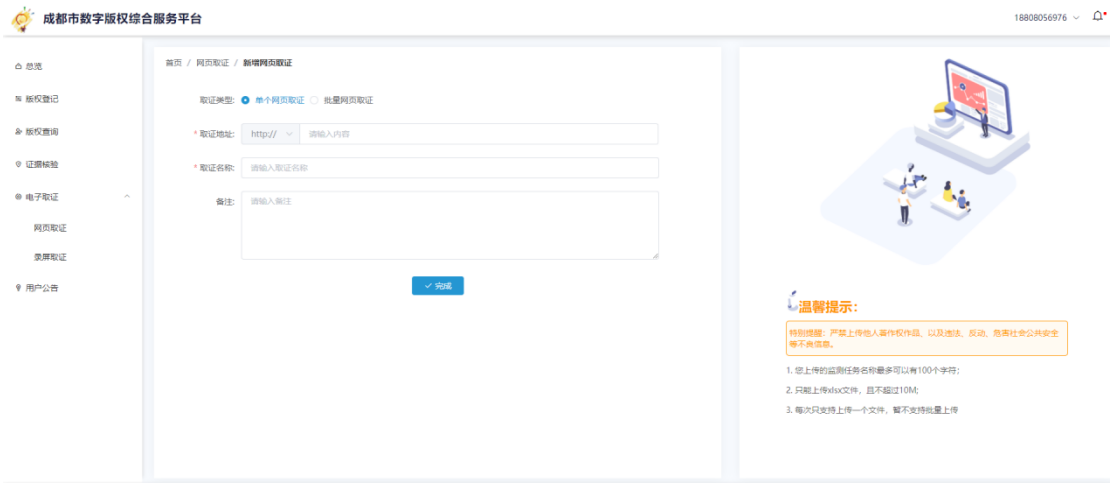 成都市数字版权综合服务平台
18808056976
总览
版权登记
版权查询
证据核验
电子取证
网页取证
录屏取证
用户公告
首页 / 网页取证 / 新增网页取证
取证类型: 单个网页取证 批量网页取证
* 取证地址: http:// 请输入内容
* 取证名称: 请输入取证名称
备注: 请输入备注
完成
温馨提示：
特别提醒：严禁上传他人著作权作品、以及违法、反动、危害社会公共安全
等不良信息。
1. 您上传的监测任务名称最多可以有100个字符；
2. 只能上传xlsx文件，且不超过10M;
3. 每次只支持上传一个文件，暂不支持批量上传